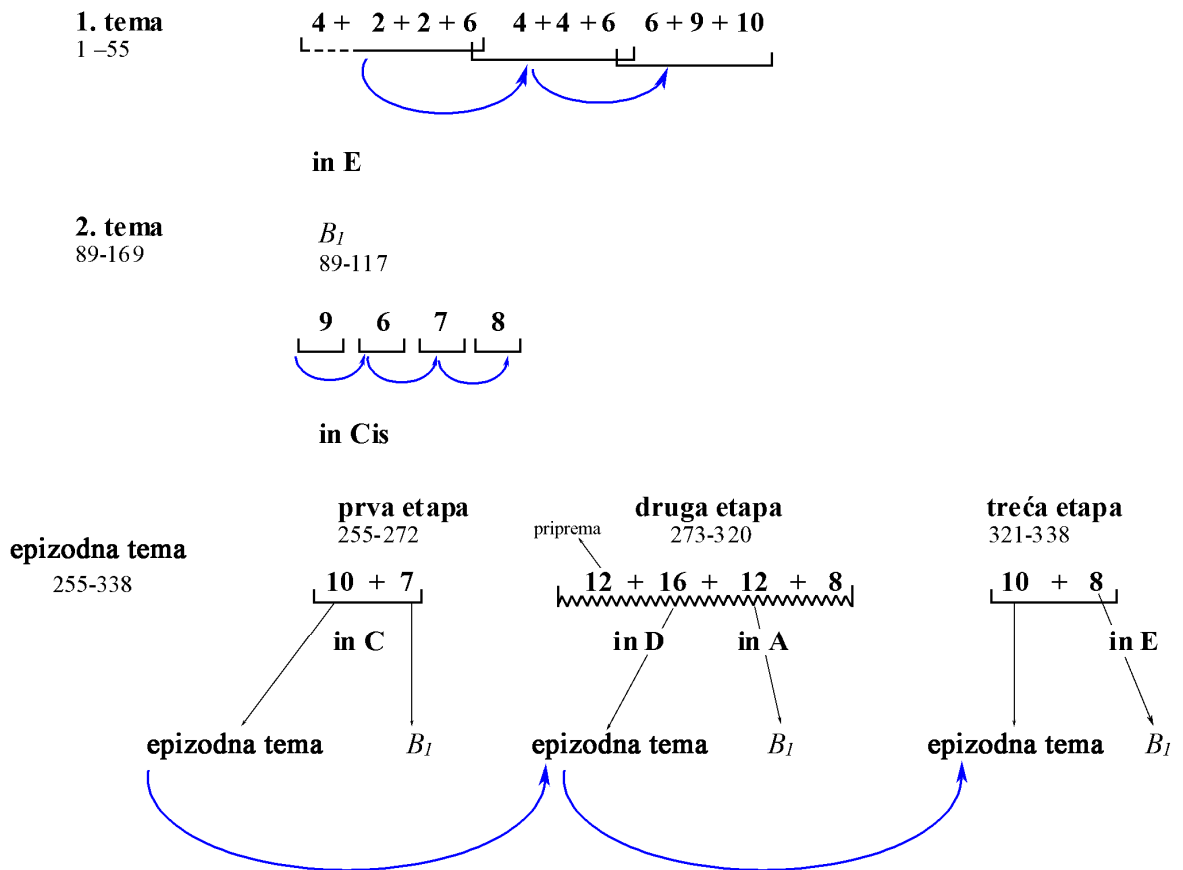 1. tema 4 + 2 + 2 + 6 4 + 4 + 6 6 + 9 + 10
1 –55
in E
2. tema B1
89-169 89-117
9 6 7 8
in Cis
prva etapa druga etapa treća etapa
255-272 priprema 273-320 321-338
epizodna tema
255-338 10 + 7 12 + 16 + 12 + 8 10 + 8
in C in D in A in E
epizodna tema B1 epizodna tema B1 epizodna tema B1